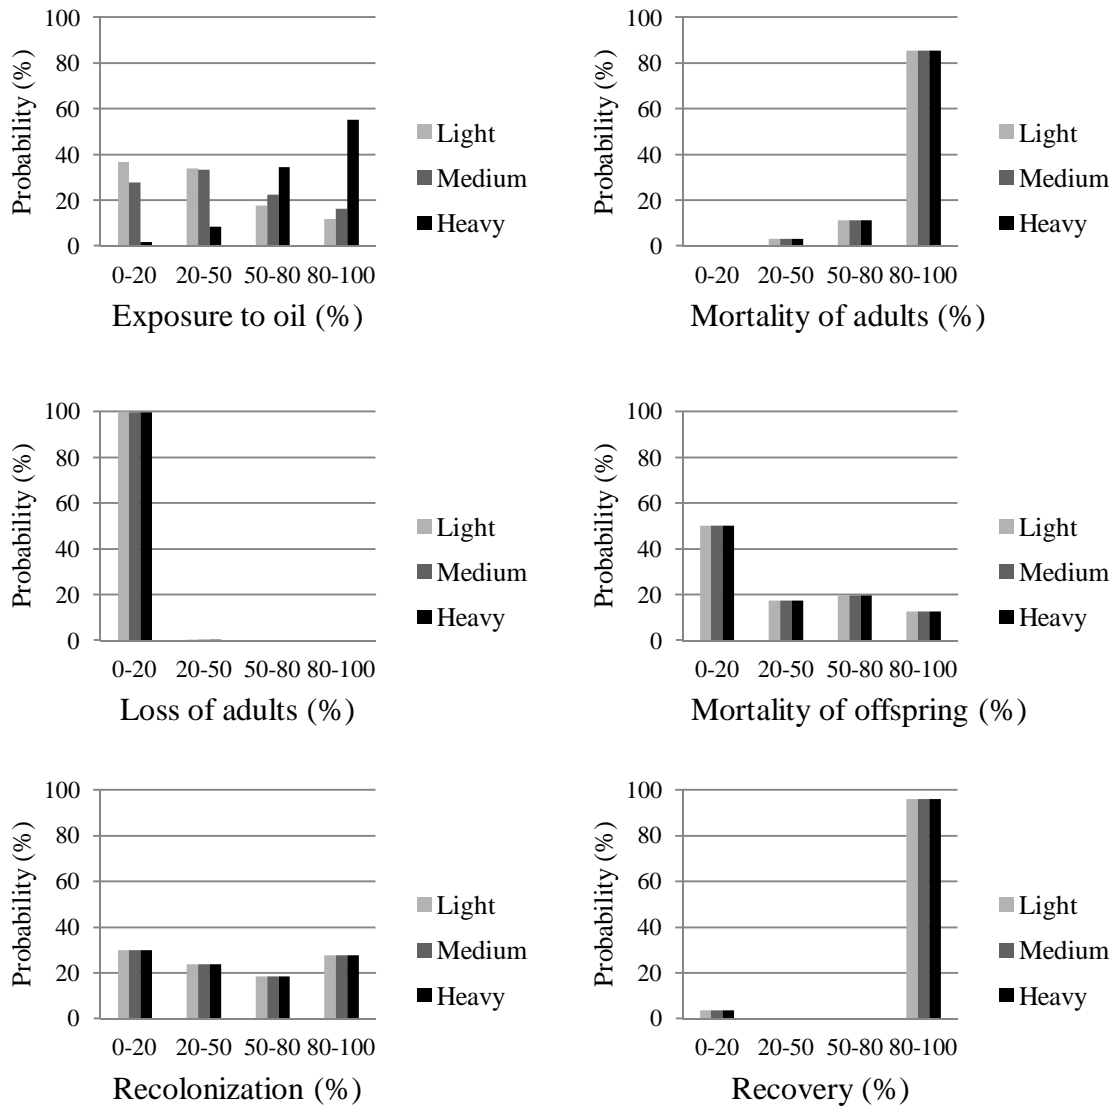 100
80
60
40
20
0
Probability (%)
0-20 20-50 50-80 80-100
Exposure to oil (%)
Light
Medium
Heavy
100
80
60
40
20
0
Probability (%)
0-20 20-50 50-80 80-100
Mortality of adults (%)
Light
Medium
Heavy
100
80
60
40
20
0
Probability (%)
0-20 20-50 50-80 80-100
Loss of adults (%)
Light
Medium
Heavy
100
80
60
40
20
0
Probability (%)
0-20 20-50 50-80 80-100
Mortality of offspring (%)
Light
Medium
Heavy
100
80
60
40
20
0
Probability (%)
0-20 20-50 50-80 80-100
Recolonization (%)
Light
Medium
Heavy
100
80
60
40
20
0
Probability (%)
0-20 20-50 50-80 80-100
Recovery (%)
Light
Medium
Heavy